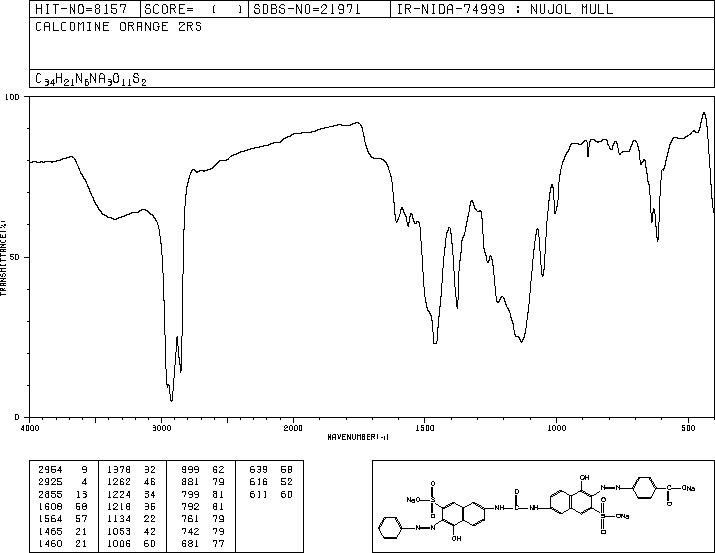 HIT-NO=8157 SCORE= ( ) SDBS-NO=21971 IR-NIDA-74999 : NUJOL MULL
CALCOMINE ORANGE 2RS
C34H21N6NA3O11S2
100
50
0
TRANSMITTANCE(%)
4000 3000 2000 1500 1000 500
WAVENUMBER(-1)
2964 9 1378 32 999 62 639 58
2925 4 1262 46 881 79 616 52
2855 13 1224 34 799 81 611 60
1608 58 1218 36 792 81
1564 57 1134 22 761 79
1465 21 1053 42 742 79
1460 21 1006 60 681 77
OH
N=N
C-ONa
O
O
NaO-S
O
NH-C-NH
O
O
S-ONa
O
N=N
OH